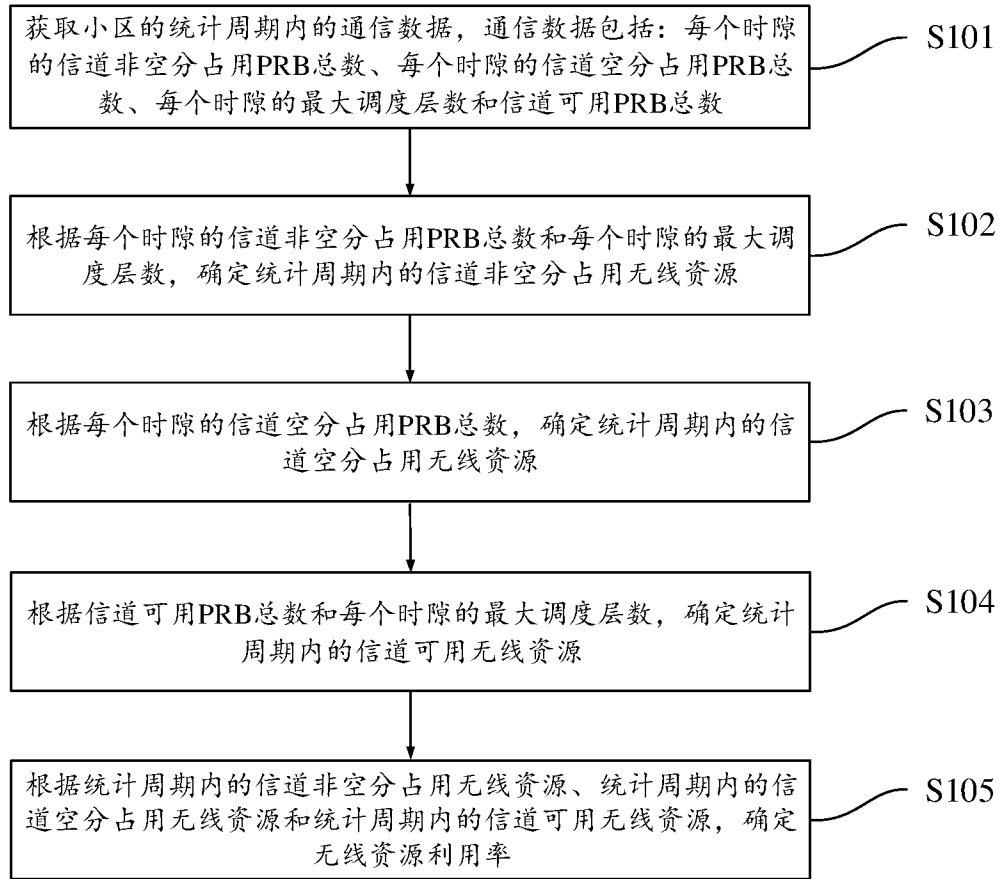 获取小区的统计周期内的通信数据，通信数据包括：每个时隙
的信道非空分占用PRB总数、每个时隙的信道空分占用PRB总
数、每个时隙的最大调度层数和信道可用PRB总数
S101
根据每个时隙的信道非空分占用PRB总数和每个时隙的最大调
度层数，确定统计周期内的信道非空分占用无线资源
S102
根据每个时隙的信道空分占用PRB总数，确定统计周期内的信
道空分占用无线资源
S103
根据信道可用PRB总数和每个时隙的最大调度层数，确定统计
周期内的信道可用无线资源
S104
根据统计周期内的信道非空分占用无线资源、统计周期内的信
道空分占用无线资源和统计周期内的信道可用无线资源，确定
无线资源利用率
S105